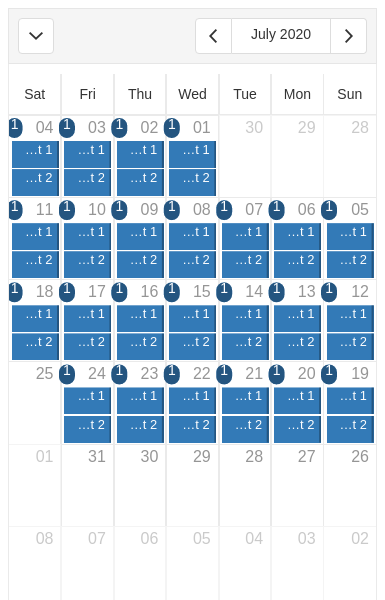 July 2020
Sat Fri Thu Wed Tue Mon Sun
1 04 1 03 1 02 1 01 30 29 28
...t 1 ...t 1 ...t 1 ...t 1
...t 2 ...t 2 ...t 2 ...t 2
1 11 1 10 1 09 1 08 1 07 1 06 1 05
...t 1 ...t 1 ...t 1 ...t 1 ...t 1 ...t 1 ...t 1
...t 2 ...t 2 ...t 2 ...t 2 ...t 2 ...t 2 ...t 2
1 18 1 17 1 16 1 15 1 14 1 13 1 12
...t 1 ...t 1 ...t 1 ...t 1 ...t 1 ...t 1 ...t 1
...t 2 ...t 2 ...t 2 ...t 2 ...t 2 ...t 2 ...t 2
25 1 24 1 23 1 22 1 21 1 20 1 19
...t 1 ...t 1 ...t 1 ...t 1 ...t 1 ...t 1
...t 2 ...t 2 ...t 2 ...t 2 ...t 2 ...t 2
01 31 30 29 28 27 26
08 07 06 05 04 03 02